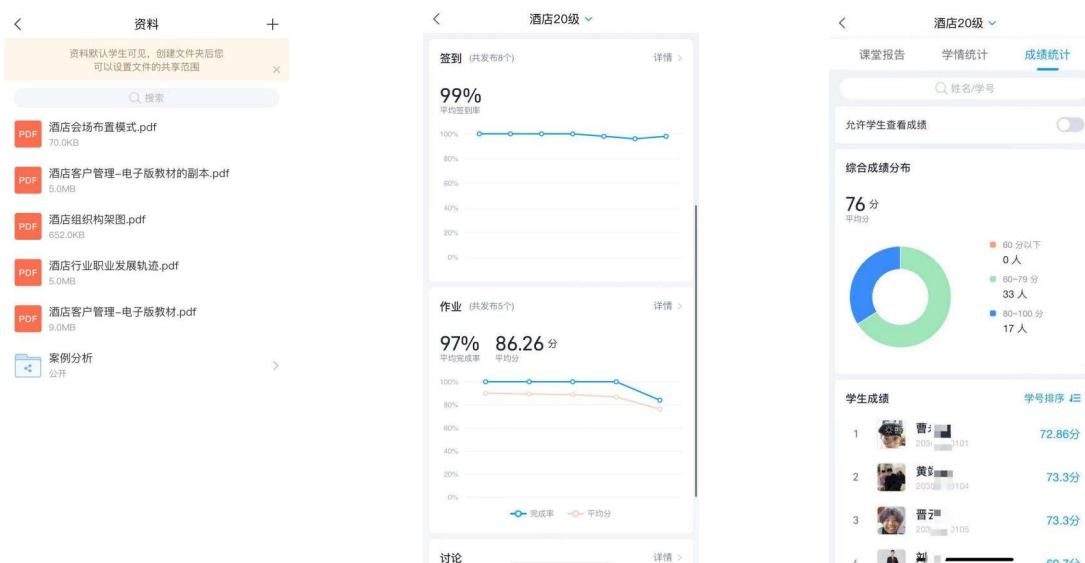 资料
资料默认学生可见，创建文件夹后您
可以设置文件的共享范围
搜索
PDF
酒店会场布置模式.pdf
70.0KB
PDF
酒店客户管理-电子版教材的副本.pdf
5.0MB
PDF
酒店组织构架图.pdf
652.0KB
PDF
酒店行业职业发展轨迹.pdf
5.0MB
PDF
酒店客户管理-电子版教材.pdf
9.0MB
案例分析
公开
酒店20级
签到 (共发布8个) 详情
99%
平均签到率
100%
80%
60%
40%
20%
0%
作业 (共发布5个) 详情
97% 86.26 分
平均完成率 平均分
100%
80%
60%
40%
20%
0%
完成率 平均分
讨论 详情
酒店20级
课堂报告 学情统计 成绩统计
姓名/学号
允许学生查看成绩
综合成绩分布
76 分
平均分
60 分以下
0 人
60~79 分
33 人
80~100 分
17 人
学生成绩 学号排序
1 曹 72.86分
2 黄 73.3分
3 晋 73.3分